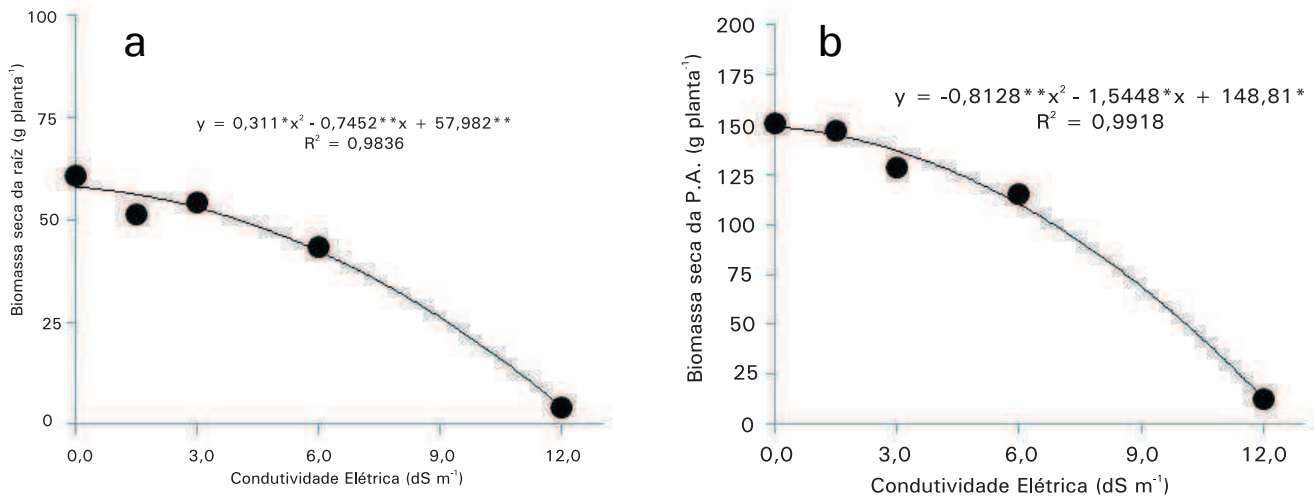 a
y = 0,311*x² - 0,7452**x + 57,982**
R² = 0,9836
Biomassa seca da raíz (g planta⁻¹)
100
75
50
25
0
0,0 3,0 6,0 9,0 12,0
Condutividade Elétrica (dS m⁻¹)
b
y = -0,8128**x² - 1,5448*x + 148,81*
R² = 0,9918
Biomassa seca da P.A. (g planta⁻¹)
200
175
150
125
100
75
50
25
0
0,0 3,0 6,0 9,0 12,0
Condutividade Elétrica (dS m⁻¹)